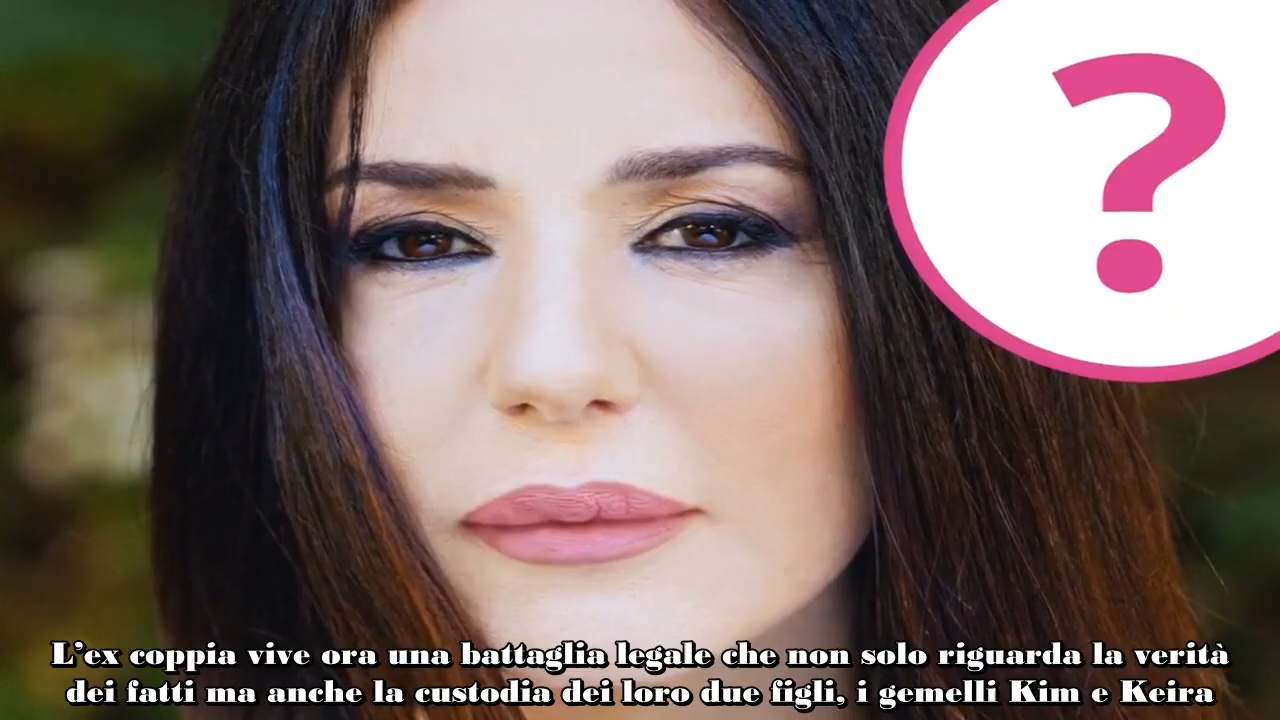 ?
L'ex coppia vive ora una battaglia legale che non solo riguarda la verità
dei fatti ma anche la custodia dei loro due figli, i gemelli Kim e Keira